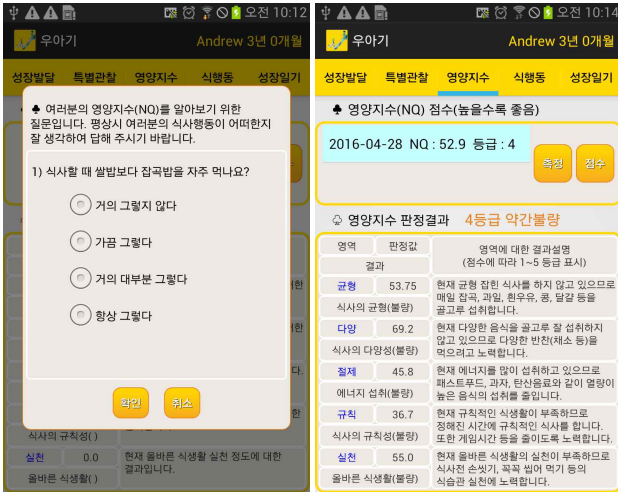 오전 10:12
우아기
Andrew 3년 0개월
성장발달 특별관찰 영양지수 식행동 성장일기
♣ 여러분의 영양지수(NQ)를 알아보기 위한
질문입니다. 평상시 여러분의 식사행동이 어떠한지
잘 생각하여 답해 주시기 바랍니다.
1) 식사할 때 쌀밥보다 잡곡밥을 자주 먹나요?
거의 그렇지 않다
가끔 그렇다
거의 대부분 그렇다
항상 그렇다
확인 취소
한
한
다.
한
식사의 규칙성( )
실천 0.0 현재 올바른 식생활 실천 정도에 대한
결과입니다.
올바른 식생활( )
오전 10:14
우아기
Andrew 3년 0개월
성장발달 특별관찰 영양지수 식행동 성장일기
♣ 영양지수(NQ) 점수(높을수록 좋음)
2016-04-28 NQ : 52.9 등급 : 4
측정 점수
♧ 영양지수 판정결과 4등급 약간불량
영역 판정값 영역에 대한 결과설명
결과 (점수에 따라 1~5 등급 표시)
균형 53.75 현재 균형 잡힌 식사를 하지 않고 있으므로
매일 잡곡, 과일, 흰우유, 콩, 달걀 등을
식사의 균형(불량) 골고루 섭취합니다.
다양 69.2 현재 다양한 음식을 골고루 잘 섭취하지
않고 있으므로 다양한 반찬(채소 등)을
식사의 다양성(불량) 먹으려고 노력합니다.
절제 45.8 현재 에너지를 많이 섭취하고 있으므로
패스트푸드, 과자, 탄산음료와 같이 열량이
에너지 섭취(불량) 높은 음식의 섭취를 줄입니다.
규칙 36.7 현재 규칙적인 식생활이 부족하므로
정해진 시간에 규칙적인 식사를 합니다.
식사의 규칙성(불량) 또한 게임시간 등을 줄이도록 노력합니다.
실천 55.0 현재 올바른 식생활의 실천이 부족하므로
식사전 손씻기, 꼭꼭 씹어 먹기 등의
올바른 식생활(불량) 식습관 실천에 노력합니다.